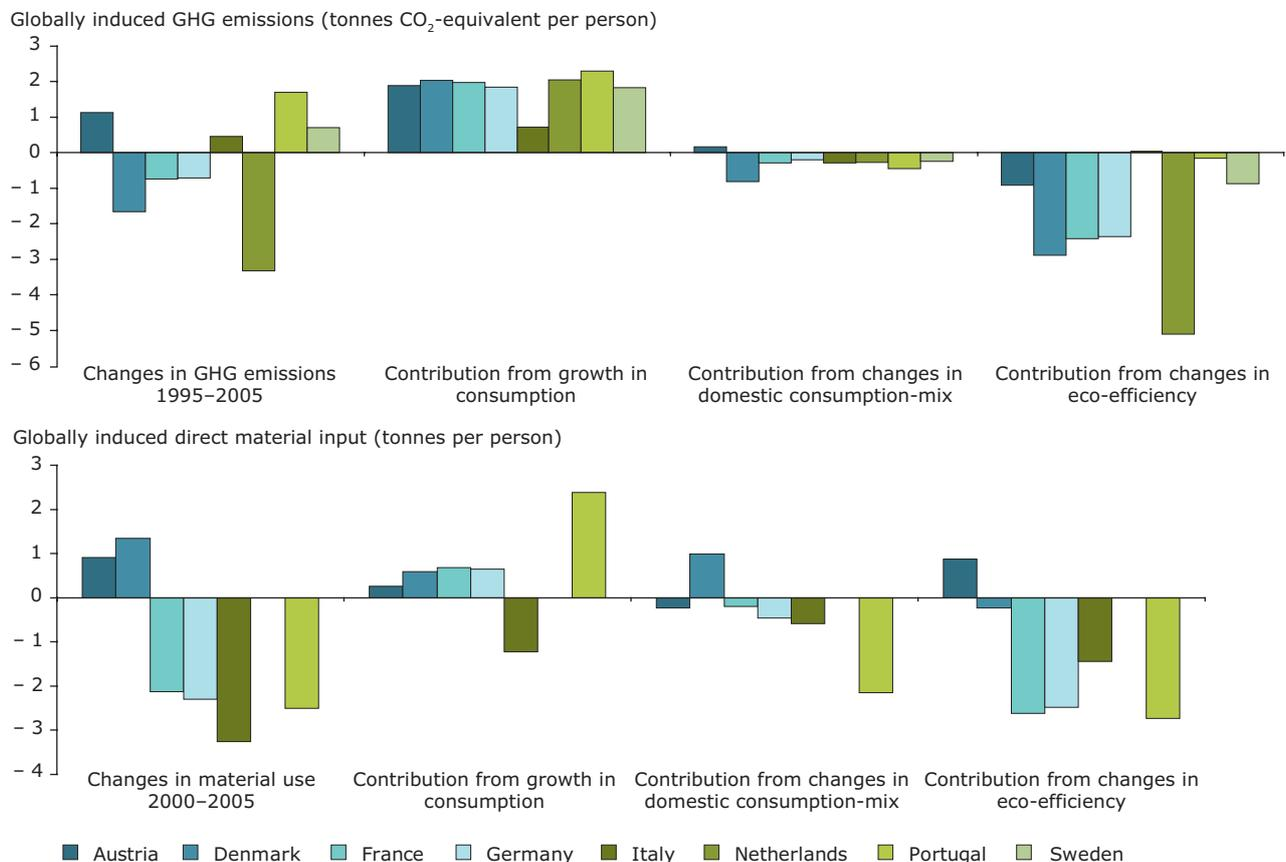 Globally induced GHG emissions (tonnes CO₂-equivalent per person)
3
2
1
0
– 1
– 2
– 3
– 4
– 5
– 6
Changes in GHG emissions
1995–2005
Contribution from growth in
consumption
Contribution from changes in
domestic consumption-mix
Contribution from changes in
eco-efficiency
Globally induced direct material input (tonnes per person)
3
2
1
0
– 1
– 2
– 3
– 4
Changes in material use
2000–2005
Contribution from growth in
consumption
Contribution from changes in
domestic consumption-mix
Contribution from changes in
eco-efficiency
Austria Denmark France Germany Italy Netherlands Portugal Sweden